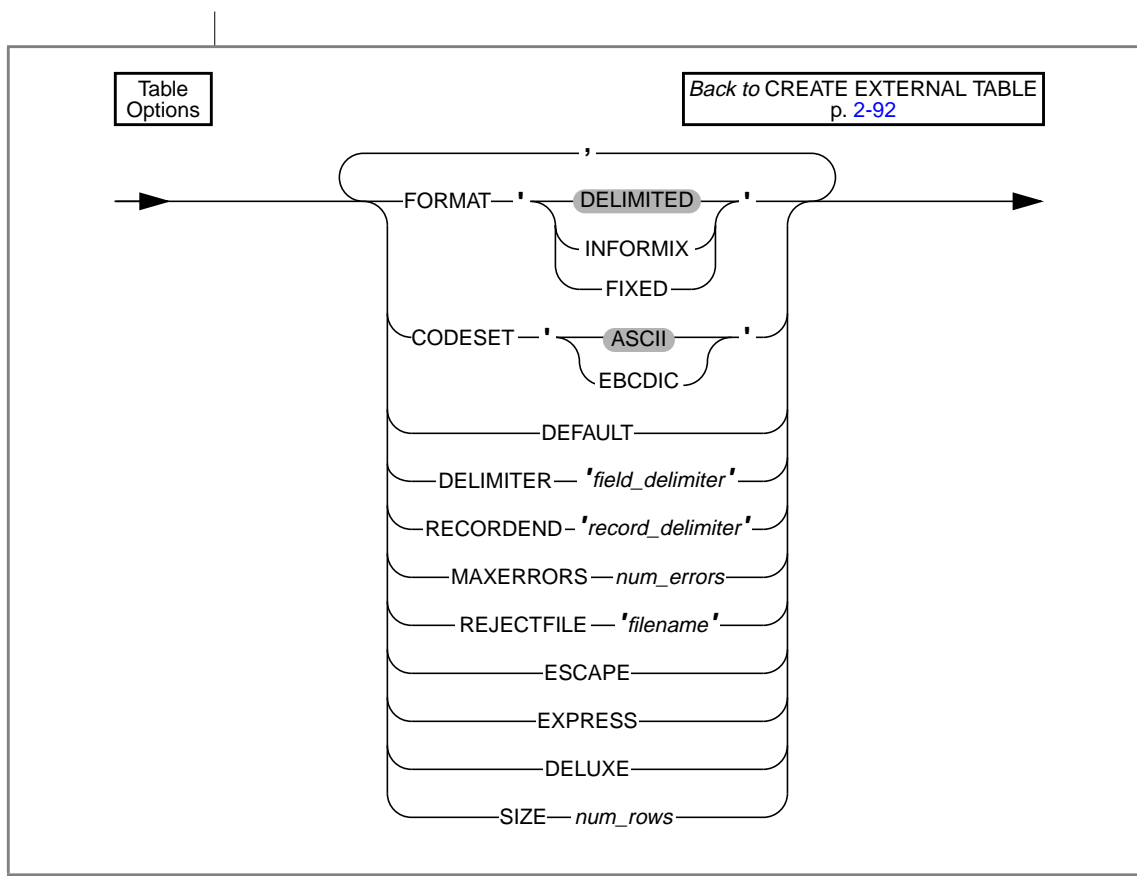 Table
Options
Back to CREATE EXTERNAL TABLE
p. 2-92
,
FORMAT ' DELIMITED '
INFORMIX
FIXED
CODESET ' ASCII '
EBCDIC
DEFAULT
DELIMITER 'field_delimiter'
RECORDEND 'record_delimiter'
MAXERRORS num_errors
REJECTFILE 'filename'
ESCAPE
EXPRESS
DELUXE
SIZE num_rows